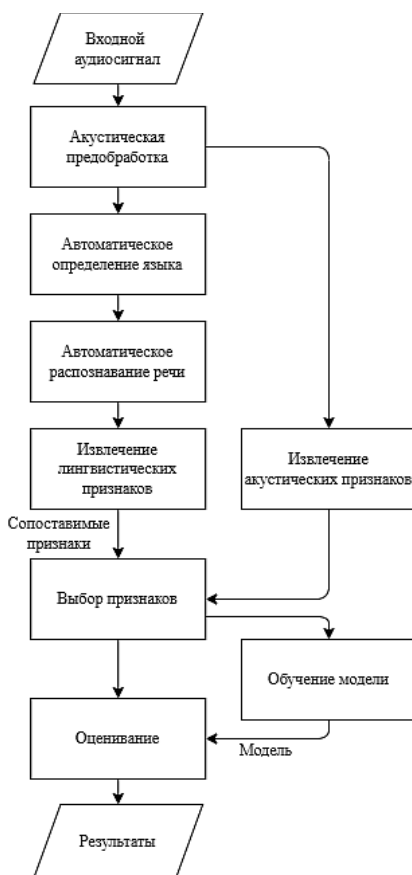 Входной
аудиосигнал
Акустическая
предобработка
Автоматическое
определение языка
Автоматическое
распознавание речи
Извлечение
лингвистических
признаков
Извлечение
акустических признаков
Сопоставимые
признаки
Выбор признаков
Обучение модели
Оценивание
Модель
Результаты